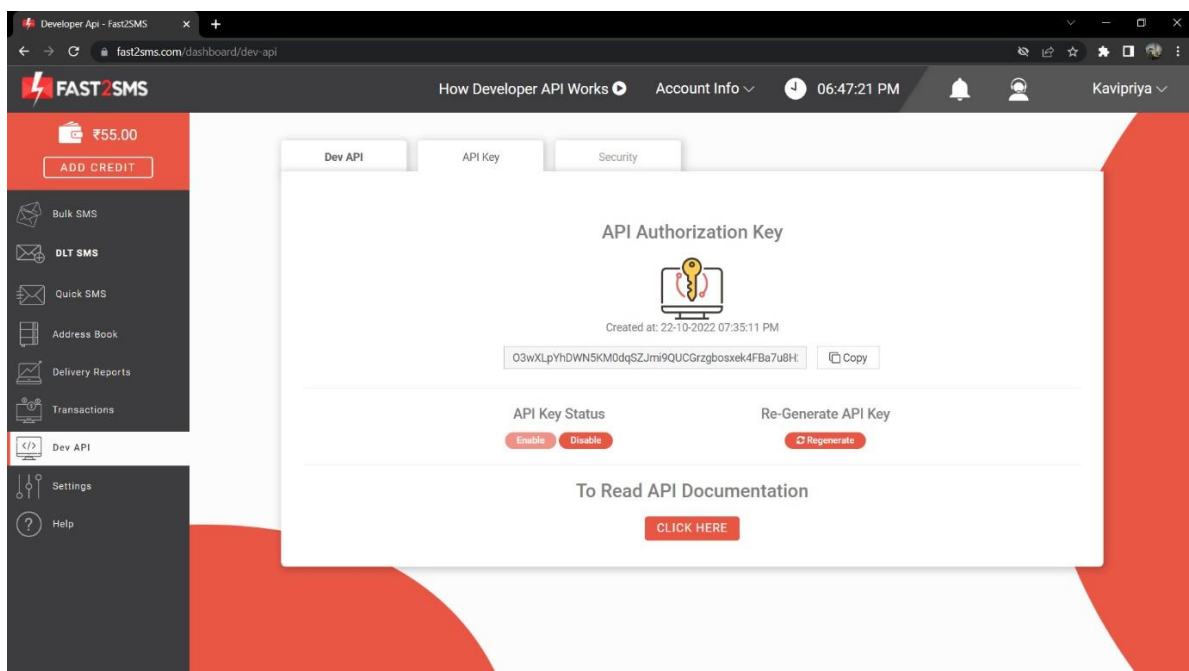 Developer Api - Fast2SMS
fast2sms.com/dashboard/dev-api
FAST2SMS
How Developer API Works
Account Info
06:47:21 PM
Kavipriya
₹55.00
ADD CREDIT
Bulk SMS
DLT SMS
Quick SMS
Address Book
Delivery Reports
Transactions
Dev API
Settings
Help
Dev API
API Key
Security
API Authorization Key
Created at: 22-10-2022 07:35:11 PM
O3wXLpYhDWN5KM0dqSZJmi9QUCGrzgbosxek4FBa7u8H
Copy
API Key Status
Enable
Disable
Re-Generate API Key
Regenerate
To Read API Documentation
CLICK HERE